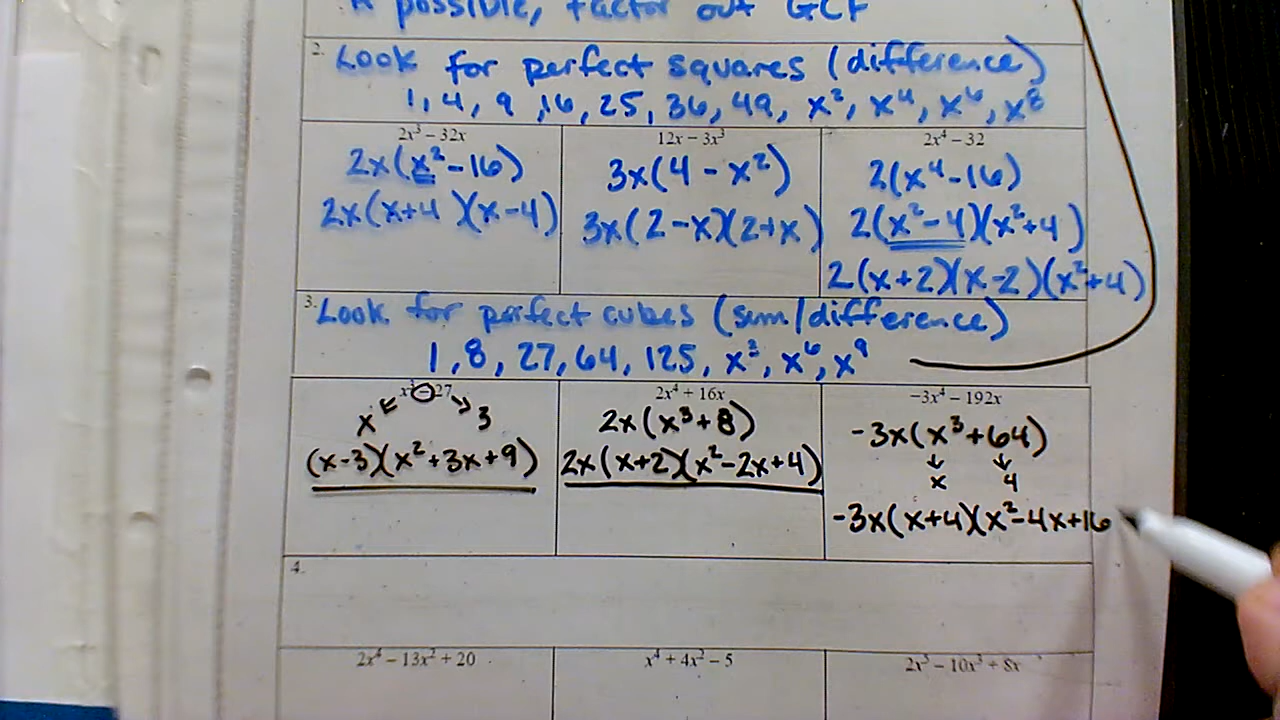 If possible, factor out GCF
2. Look for perfect squares (difference)
1, 4, 9, 16, 25, 36, 49, x², x⁴, x⁶, x⁸
2x³ – 32x
2x(x²-16)
2x(x+4)(x-4)
12x – 3x³
3x(4-x²)
3x(2-x)(2+x)
2x⁴ – 32
2(x⁴-16)
2(x²-4)(x²+4)
2(x+2)(x-2)(x²+4)
3. Look for perfect cubes (sum/difference)
1, 8, 27, 64, 125, x³, x⁶, x⁹
x³ – 27
x 3
(x-3)(x²+3x+9)
2x⁴ + 16x
2x(x³+8)
2x(x+2)(x²-2x+4)
–3x⁴ – 192x
-3x(x³+64)
x 4
-3x(x+4)(x²-4x+16
4.
2x⁴ – 13x² + 20
x⁴ + 4x² – 5
2x⁵ – 10x³ + 8x